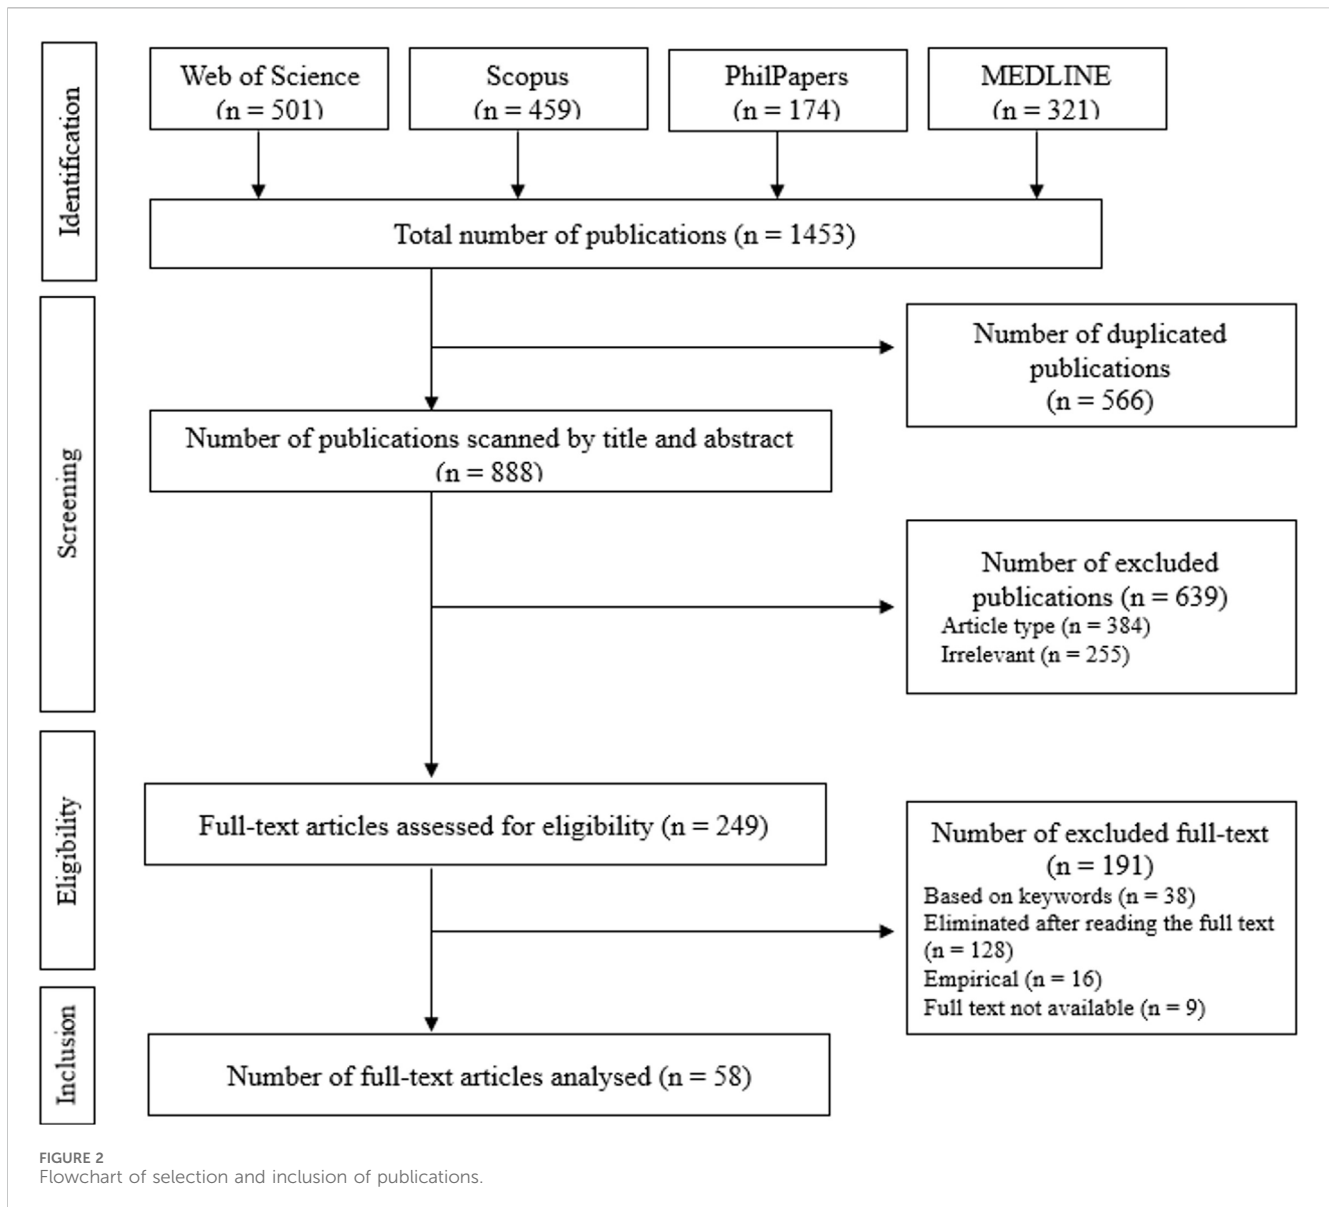 Identification
Web of Science
(n = 501)
Scopus
(n = 459)
PhilPapers
(n = 174)
MEDLINE
(n = 321)
Total number of publications (n = 1453)
Screening
Number of duplicated
publications
(n = 566)
Number of publications scanned by title and abstract
(n = 888)
Number of excluded
publications (n = 639)
Article type (n = 384)
Irrelevant (n = 255)
Eligibility
Full-text articles assessed for eligibility (n = 249)
Number of excluded full-text
(n = 191)
Based on keywords (n = 38)
Eliminated after reading the full text
(n = 128)
Empirical (n = 16)
Full text not available (n = 9)
Inclusion
Number of full-text articles analysed (n = 58)
FIGURE 2
Flowchart of selection and inclusion of publications.